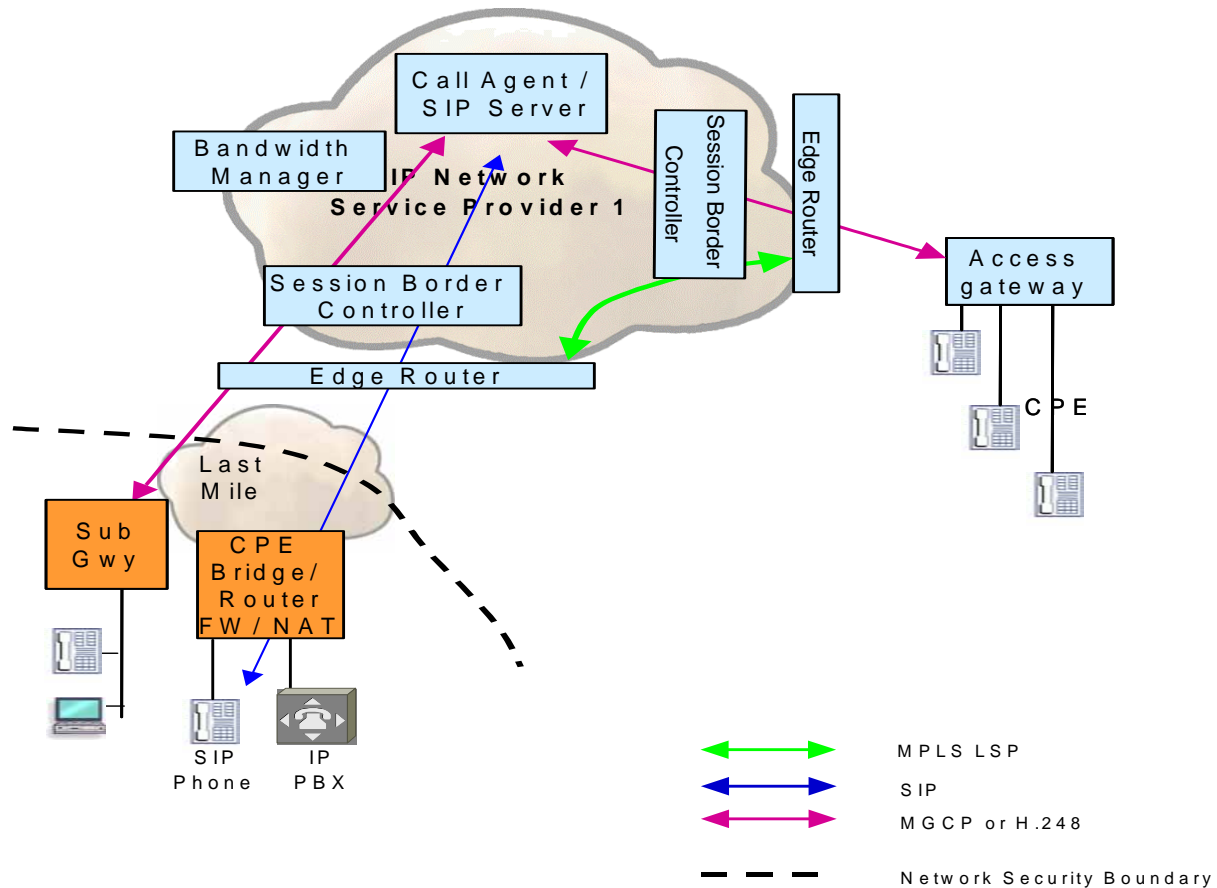 Call Agent /
SIP Server
Bandwidth
Manager
IP Network
Service Provider 1
Session Border
Controller
Edge Router
Session Border
Controller
Edge Router
Access
gateway
CPE
Last
Mile
Sub
Gwy
CPE
Bridge/
Router
FW / NAT
SIP
Phone
IP
PBX
MPLS LSP
SIP
MGCP or H.248
Network Security Boundary